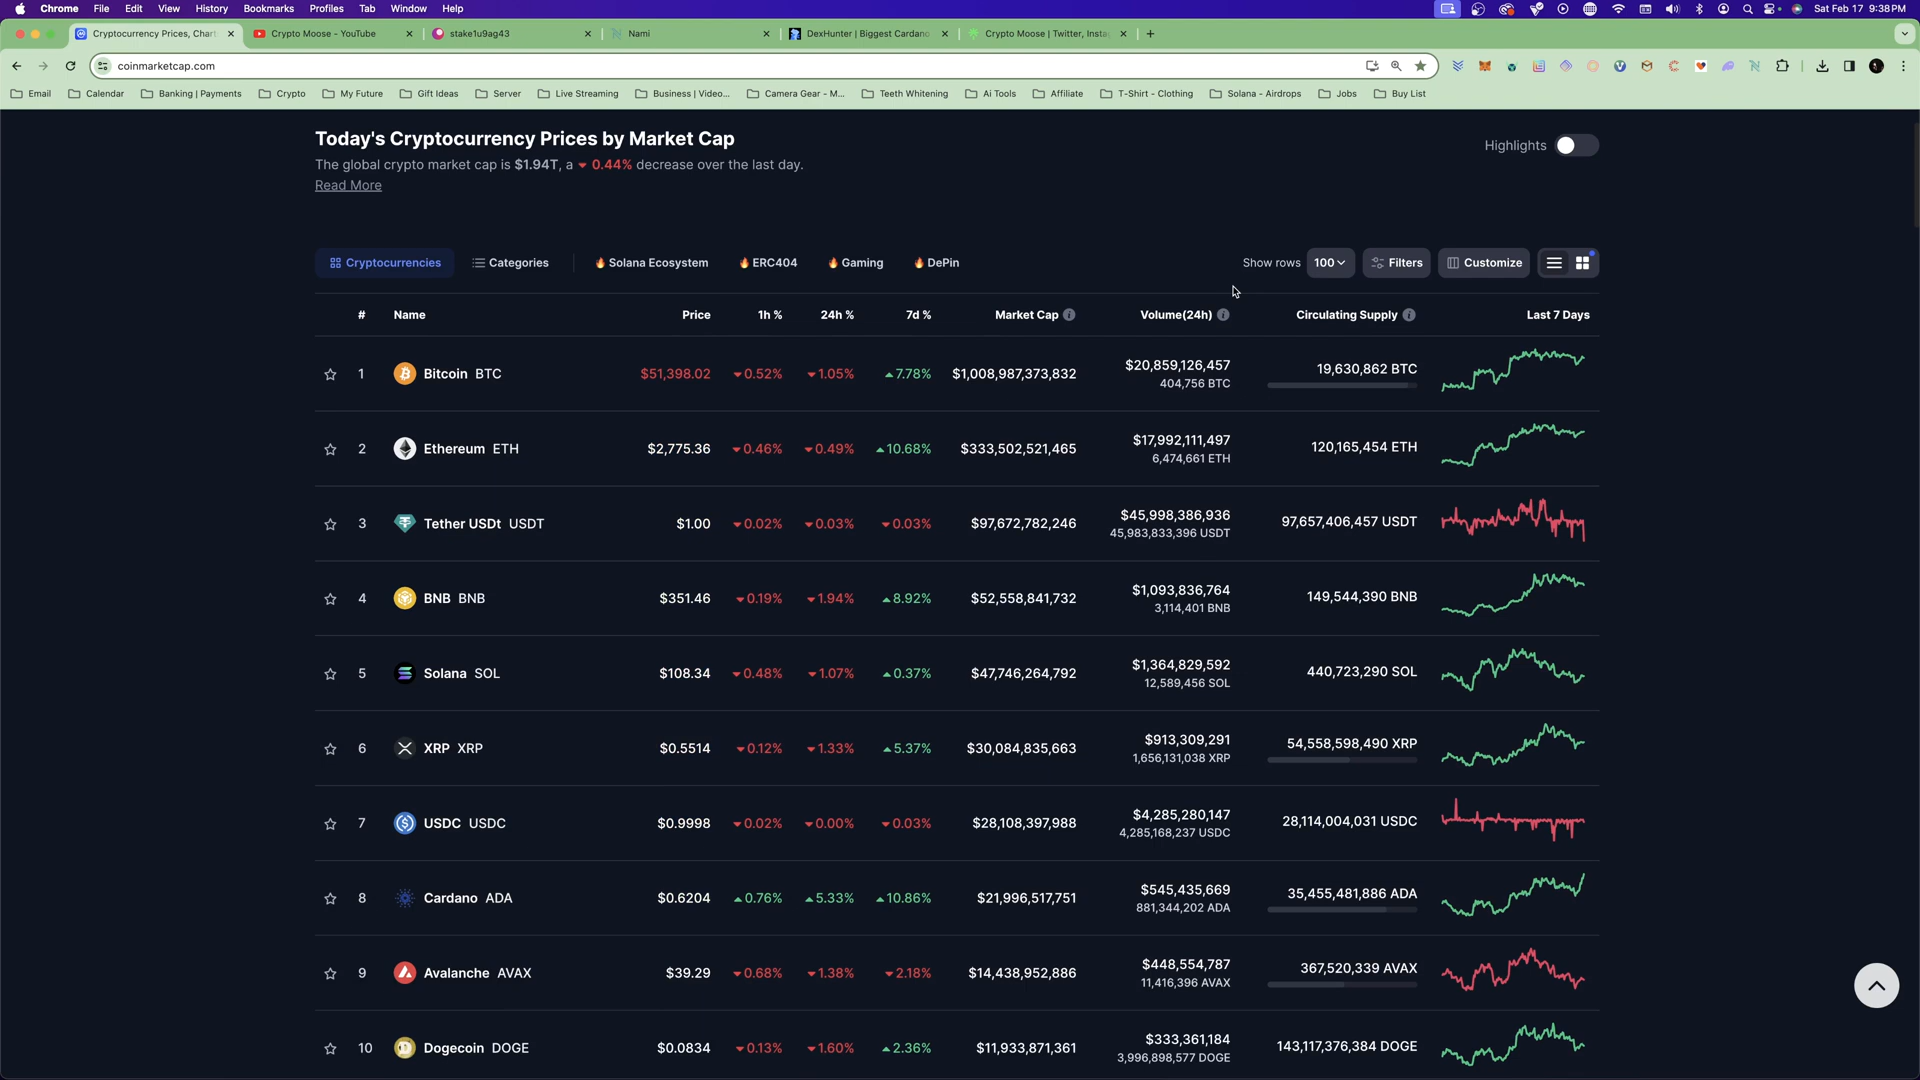 Chrome File Edit View History Bookmarks Profiles Tab Window Help Sat Feb 17 9:38 PM
Cryptocurrency Prices, Chart Crypto Moose - YouTube stake1u9ag43 Nami DexHunter | Biggest Cardano Crypto Moose | Twitter, Insta
coinmarketcap.com
Email Calendar Banking | Payments Crypto My Future Gift Ideas Server Live Streaming Business | Video... Camera Gear - M... Teeth Whitening Ai Tools Affiliate T-Shirt - Clothing Solana - Airdrops Jobs Buy List
Today's Cryptocurrency Prices by Market Cap
Highlights
The global crypto market cap is $1.94T, a 0.44% decrease over the last day.
Read More
Cryptocurrencies Categories Solana Ecosystem ERC404 Gaming DePin Show rows 100 Filters Customize
# Name Price 1h % 24h % 7d % Market Cap Volume(24h) Circulating Supply Last 7 Days
1 Bitcoin BTC $51,398.02 0.52% 1.05% 7.78% $1,008,987,373,832 $20,859,126,457 19,630,862 BTC
404,756 BTC
2 Ethereum ETH $2,775.36 0.46% 0.49% 10.68% $333,502,521,465 $17,992,111,497 120,165,454 ETH
6,474,661 ETH
3 Tether USDt USDT $1.00 0.02% 0.03% 0.03% $97,672,782,246 $45,998,386,936 97,657,406,457 USDT
45,983,833,396 USDT
4 BNB BNB $351.46 0.19% 1.94% 8.92% $52,558,841,732 $1,093,836,764 149,544,390 BNB
3,114,401 BNB
5 Solana SOL $108.34 0.48% 1.07% 0.37% $47,746,264,792 $1,364,829,592 440,723,290 SOL
12,589,456 SOL
6 XRP XRP $0.5514 0.12% 1.33% 5.37% $30,084,835,663 $913,309,291 54,558,598,490 XRP
1,656,131,038 XRP
7 USDC USDC $0.9998 0.02% 0.00% 0.03% $28,108,397,988 $4,285,280,147 28,114,004,031 USDC
4,285,168,237 USDC
8 Cardano ADA $0.6204 0.76% 5.33% 10.86% $21,996,517,751 $545,435,669 35,455,481,886 ADA
881,344,202 ADA
9 Avalanche AVAX $39.29 0.68% 1.38% 2.18% $14,438,952,886 $448,554,787 367,520,339 AVAX
11,416,396 AVAX
10 Dogecoin DOGE $0.0834 0.13% 1.60% 2.36% $11,933,871,361 $333,361,184 143,117,376,384 DOGE
3,996,898,577 DOGE